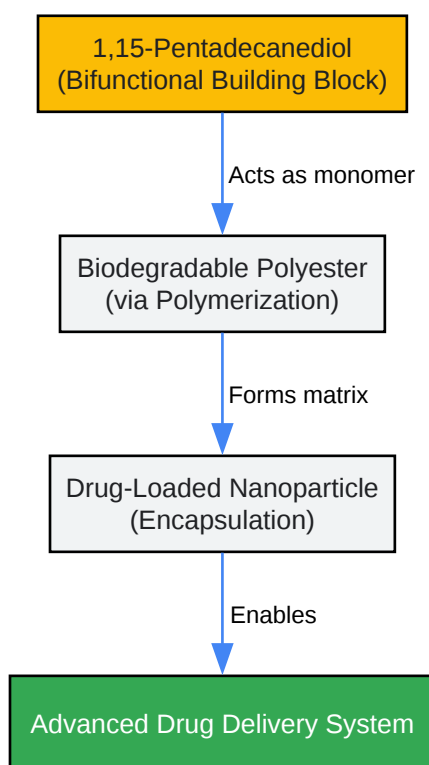 1,15-Pentadecanediol
(Bifunctional Building Block)
Acts as monomer
Biodegradable Polyester
(via Polymerization)
Forms matrix
Drug-Loaded Nanoparticle
(Encapsulation)
Enables
Advanced Drug Delivery System